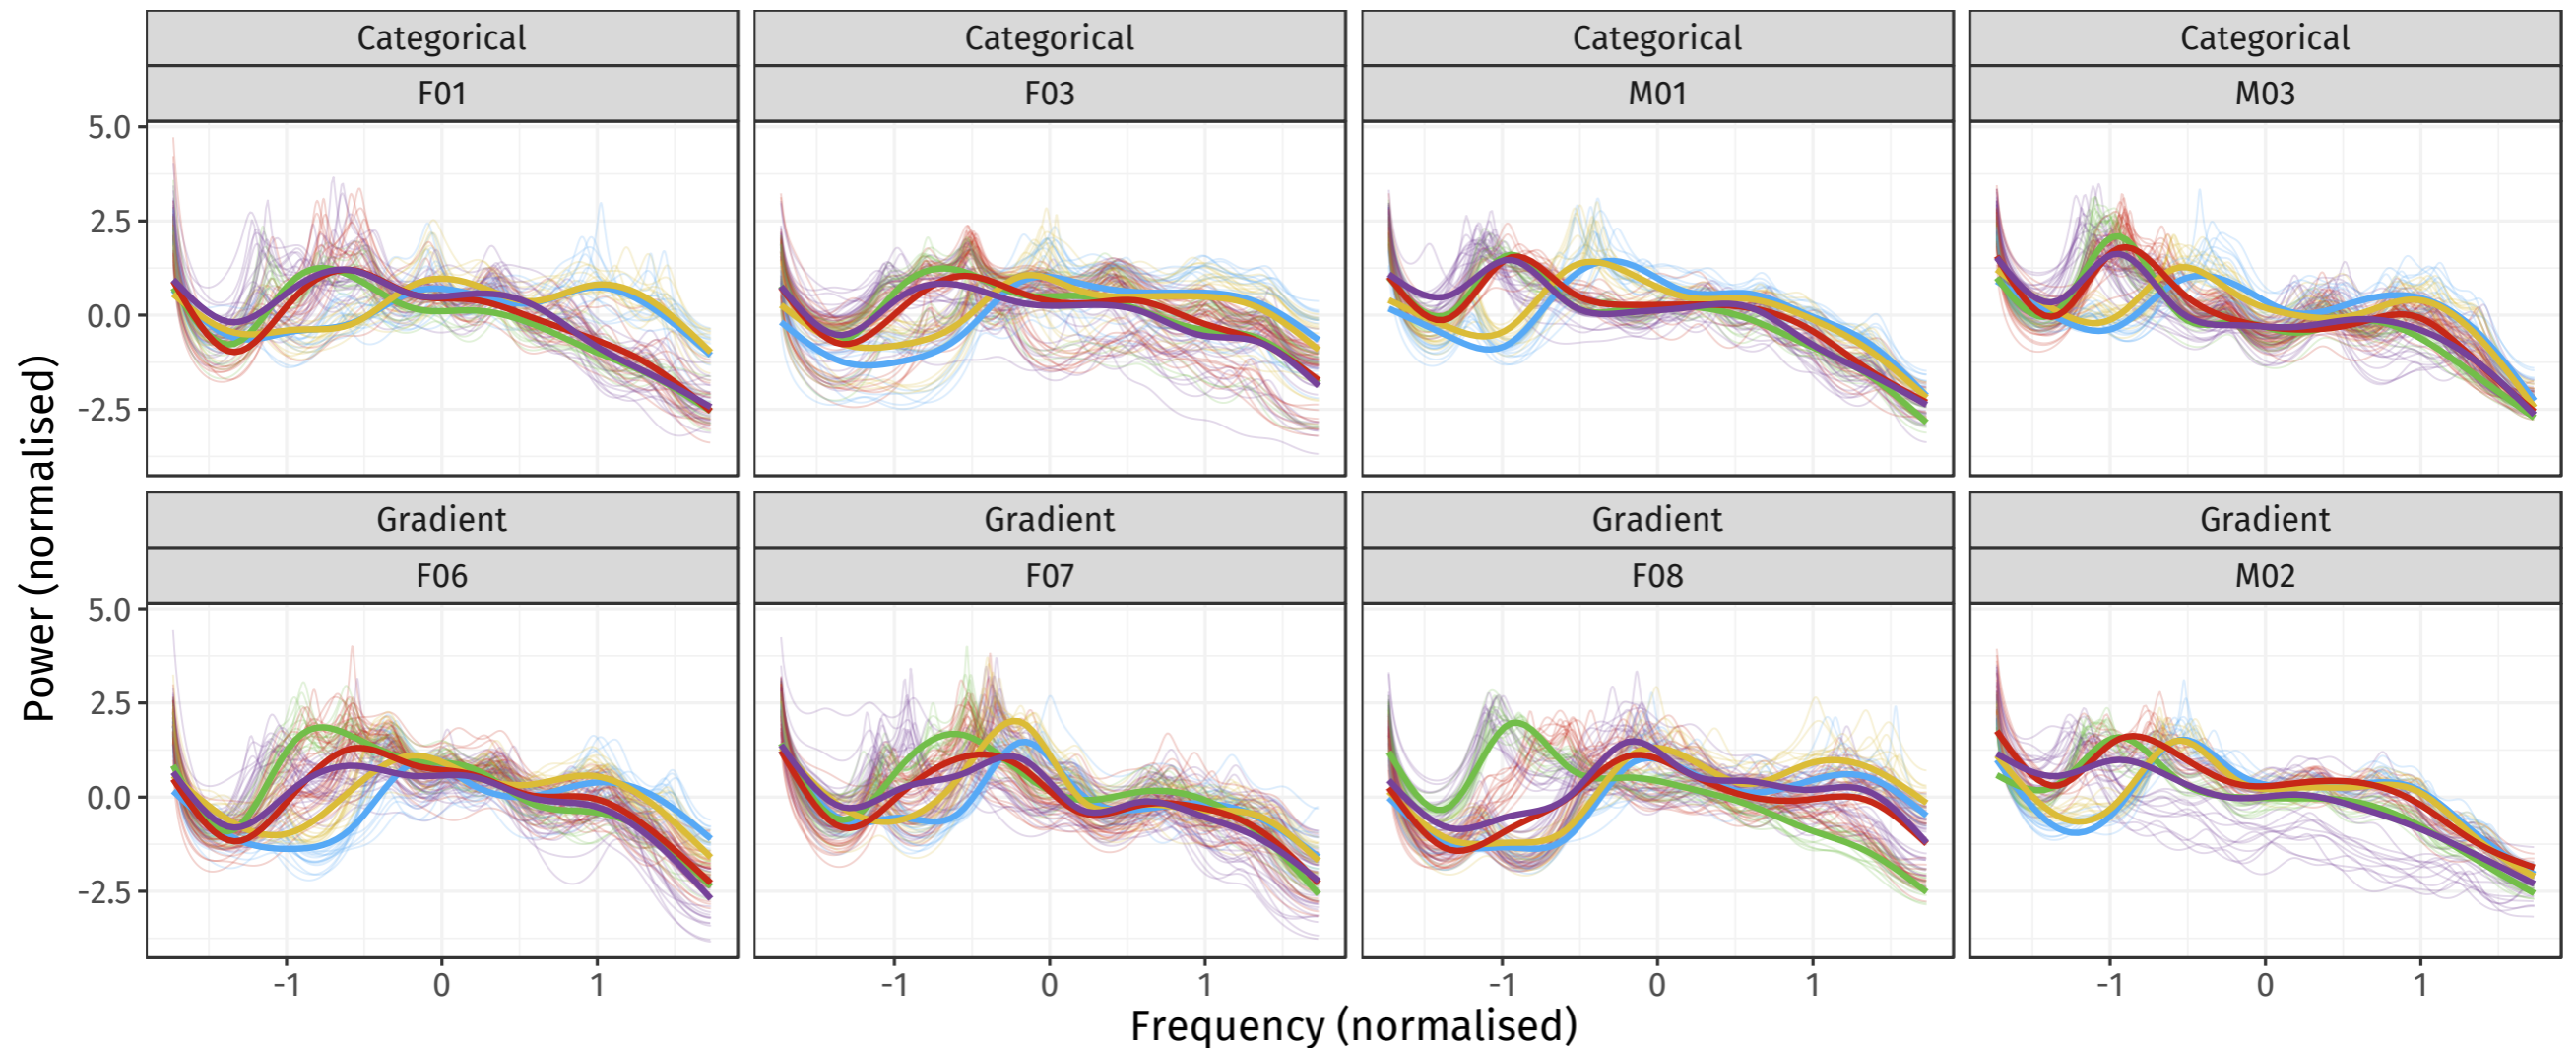 Categorical Categorical Categorical Categorical
F01 F03 M01 M03
5.0
2.5
0.0
-2.5
Gradient Gradient Gradient Gradient
F06 F07 F08 M02
5.0
2.5
0.0
-2.5
-1 0 1 -1 0 1 -1 0 1 -1 0 1
Frequency (normalised)
Power (normalised)